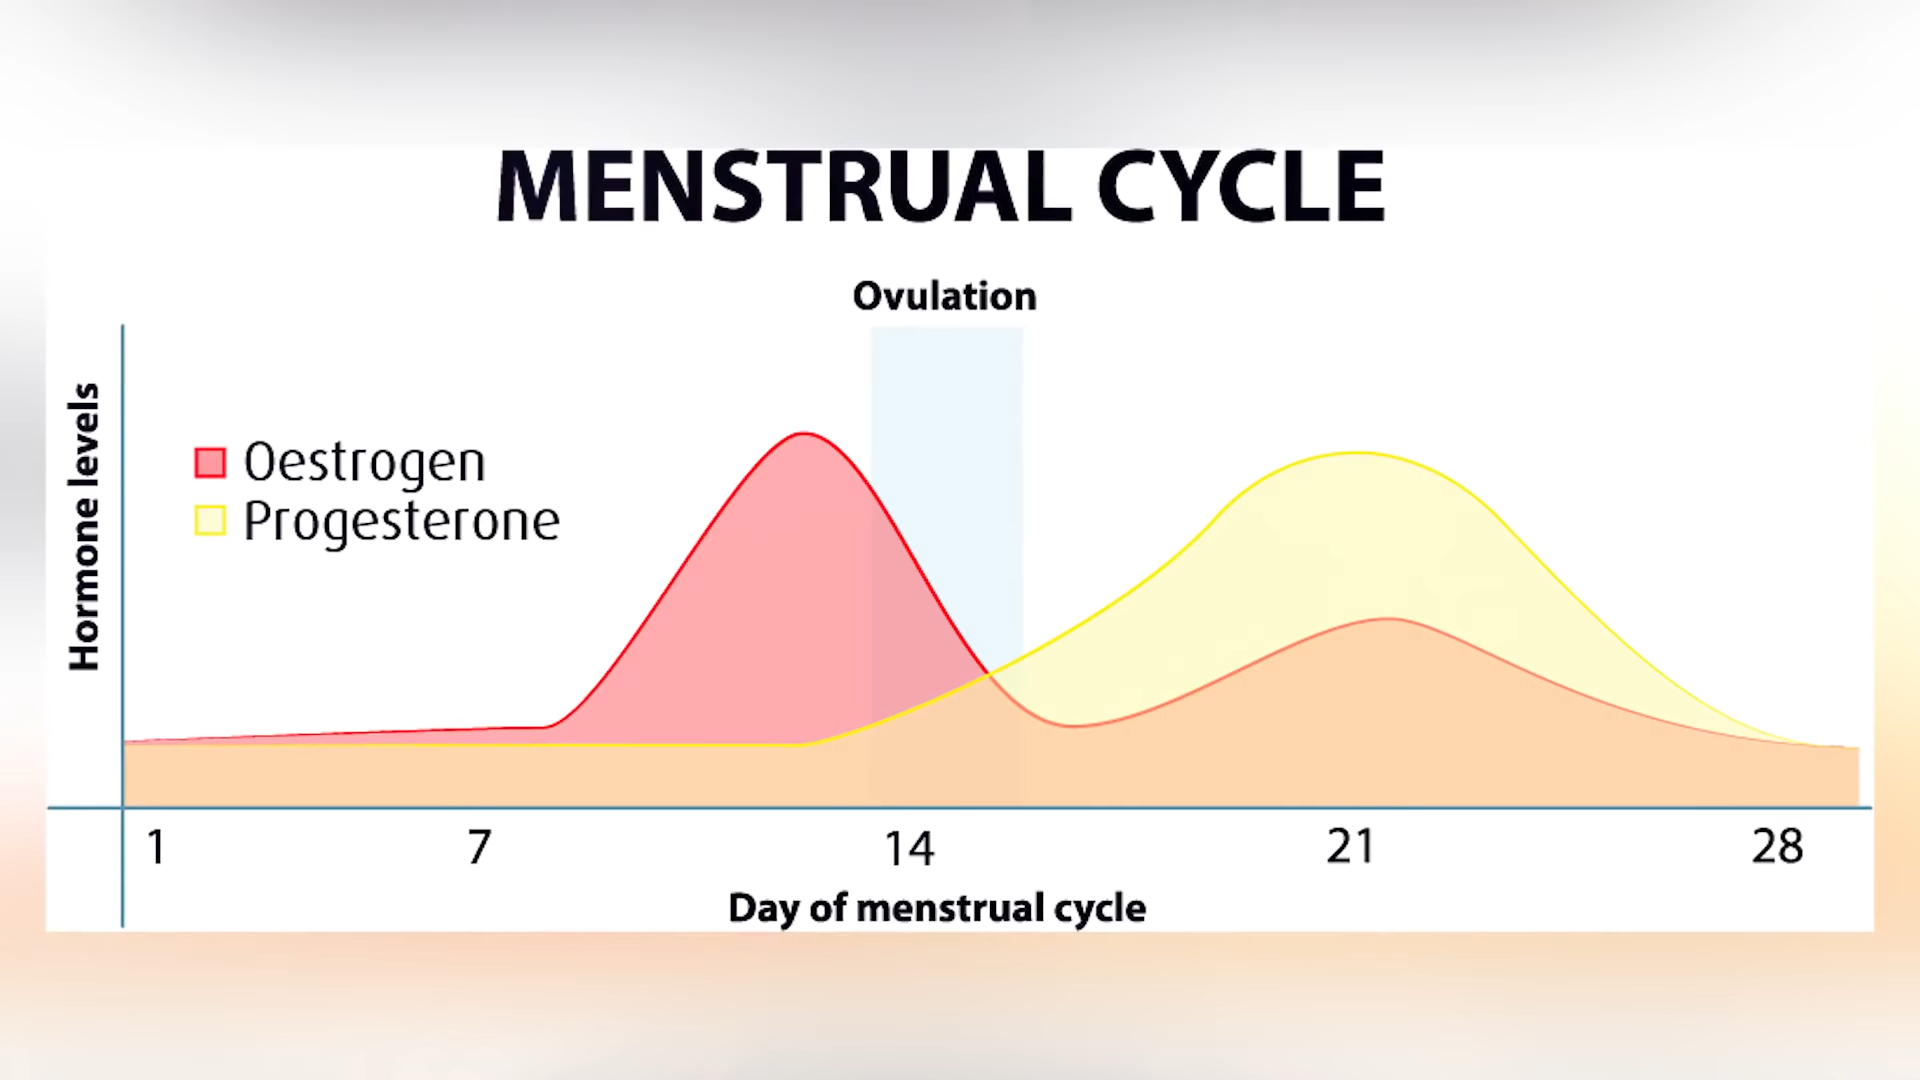 MENSTRUAL CYCLE
Ovulation
Hormone levels
Oestrogen
Progesterone
1 7 14 21 28
Day of menstrual cycle